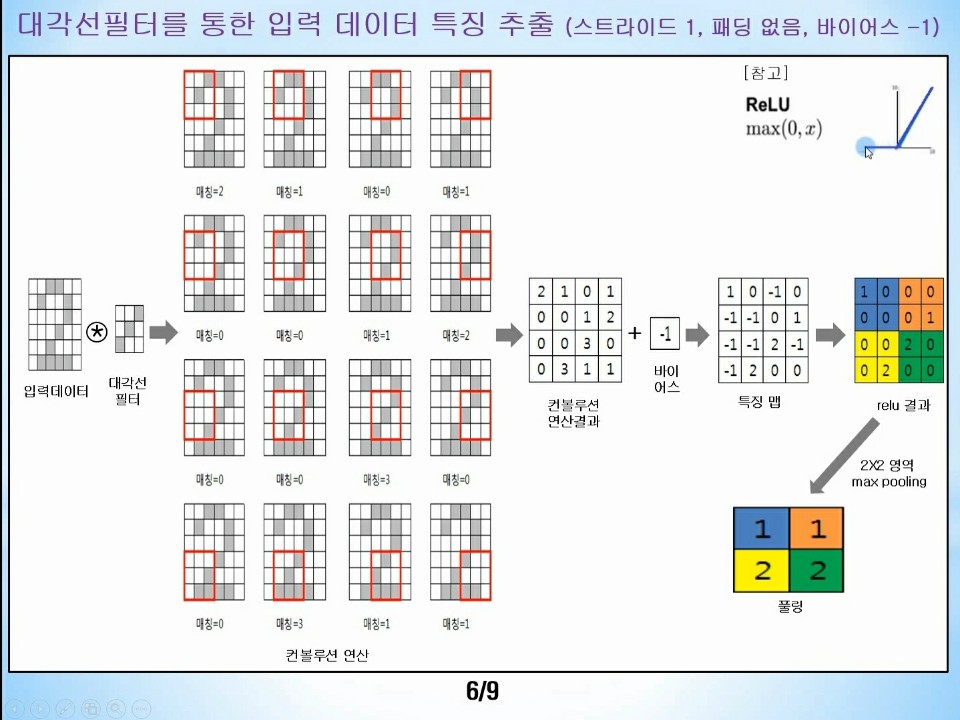 대각선필터를 통한 입력 데이터 특징 추출 (스트라이드 1, 패딩 없음, 바이어스 -1)
[참고]
ReLU
max(0, x)
매칭=2
매칭=1
매칭=0
매칭=1
매칭=0
매칭=0
매칭=1
매칭=2
매칭=0
매칭=0
매칭=3
매칭=0
매칭=0
매칭=3
매칭=1
매칭=1
컨볼루션 연산
입력데이터
⊛
대각선
필터
2 1 0 1
0 0 1 2
0 0 3 0
0 3 1 1
컨볼루션
연산결과
+
-1
바이
어스
1 0 -1 0
-1 -1 0 1
-1 -1 2 -1
-1 2 0 0
특징 맵
1 0 0 0
0 0 0 1
0 0 2 0
0 2 0 0
relu 결과
2X2 영역
max pooling
1 1
2 2
풀링
6/9